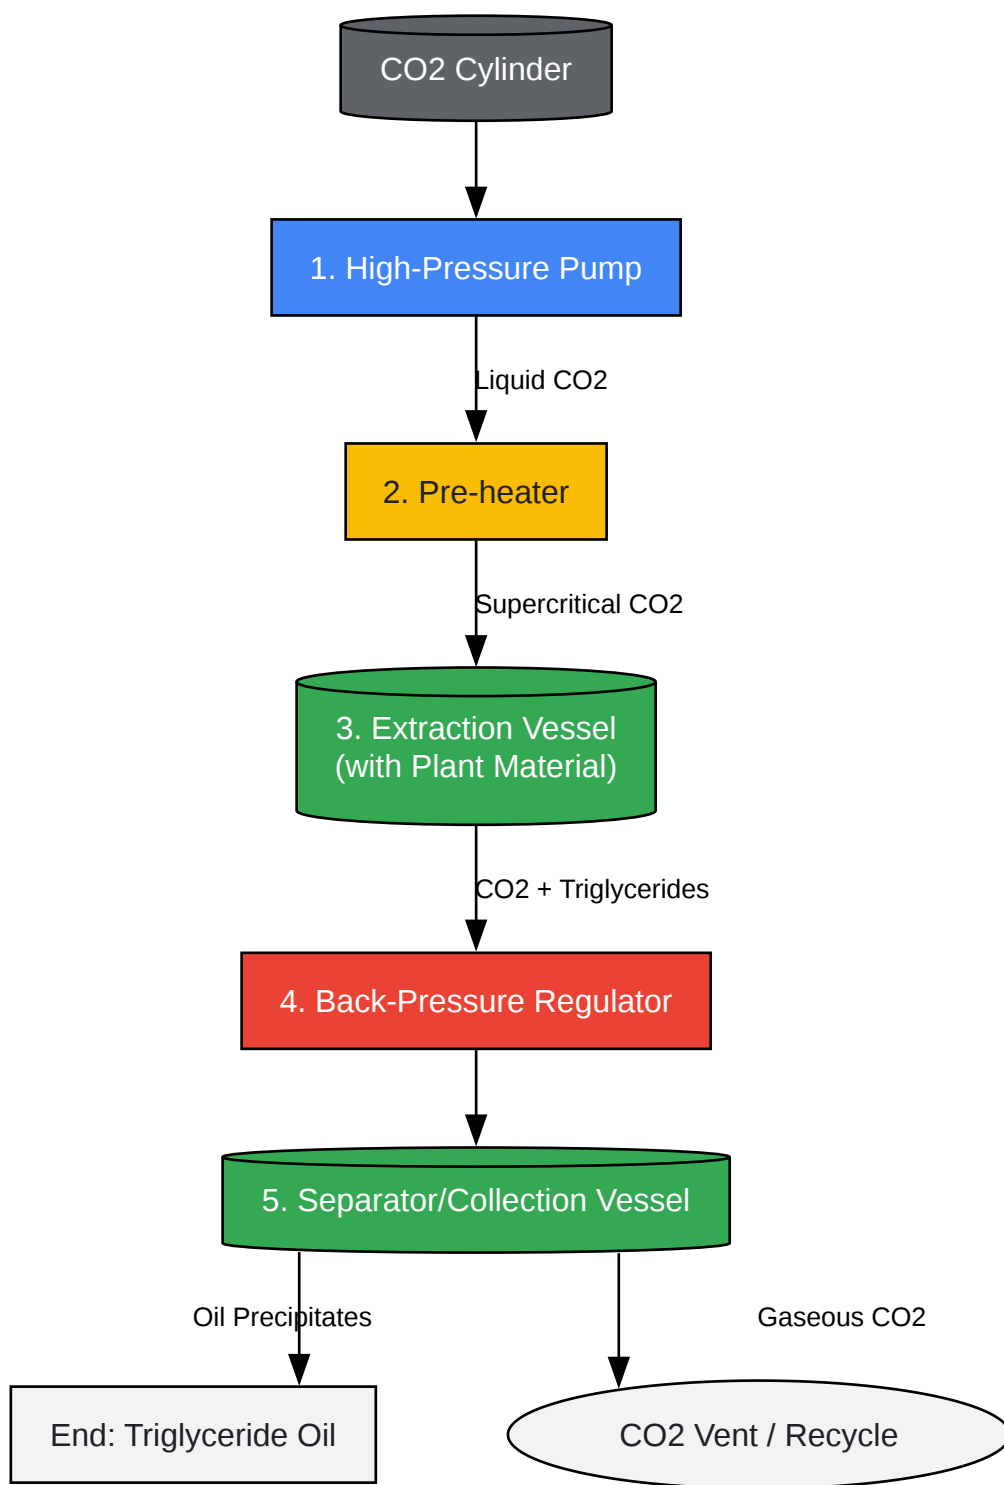 CO2 Cylinder
1. High-Pressure Pump
Liquid CO2
2. Pre-heater
Supercritical CO2
3. Extraction Vessel
(with Plant Material)
CO2 + Triglycerides
4. Back-Pressure Regulator
5. Separator/Collection Vessel
Oil Precipitates
Gaseous CO2
End: Triglyceride Oil
CO2 Vent / Recycle